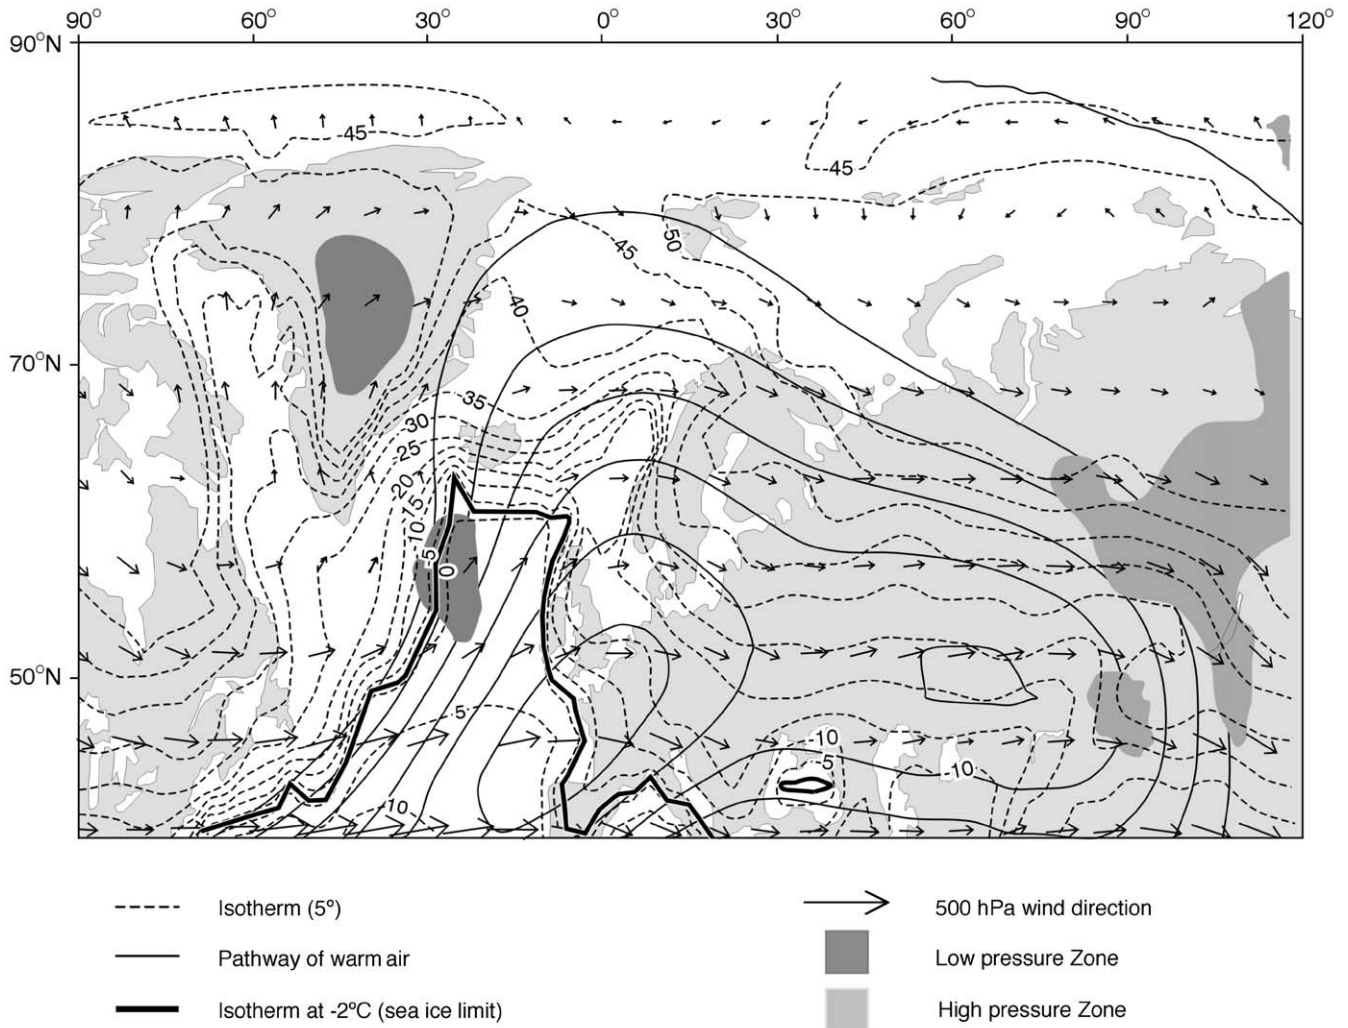 90° 60° 30° 0° 30° 60° 90° 120°
90°N
45
45
50
45
40
70°N
35
30
25
20
15
10
-5
0
50°N
5
-10
5
-10
10
Isotherm (5º)
500 hPa wind direction
Pathway of warm air
Low pressure Zone
Isotherm at -2ºC (sea ice limit)
High pressure Zone